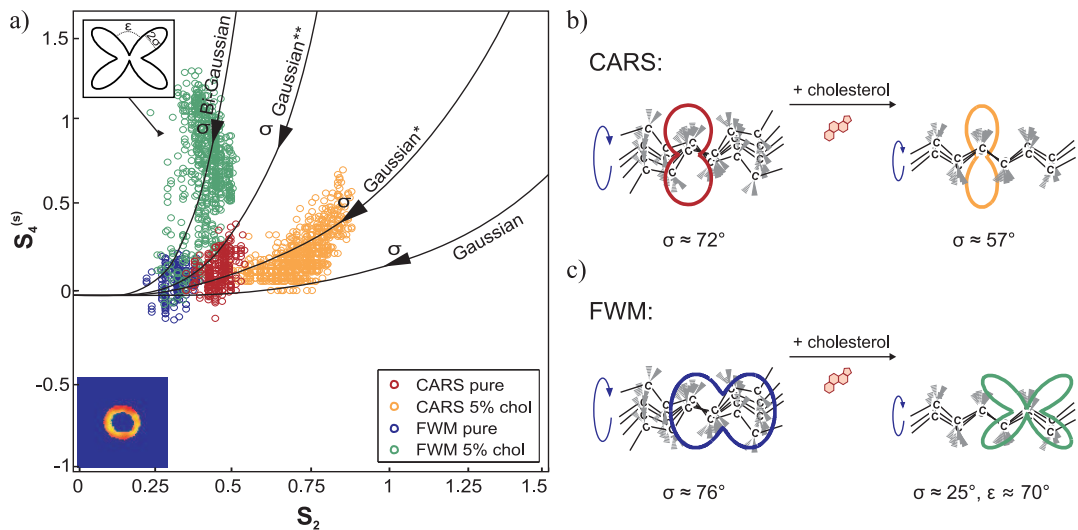 a)
ε
2σ
σ Bi-Gaussian
σ Gaussian**
σ Gaussian*
σ Gaussian
1.5
1
0.5
0
-0.5
-1
S₄⁽ˢ⁾
0
0.25
0.5
0.75
1
1.25
1.5
S₂
CARS pure
CARS 5% chol
FWM pure
FWM 5% chol
b)
CARS:
+ cholesterol
C C C C C C
C C C C C
σ ≈ 72°
σ ≈ 57°
c)
FWM:
+ cholesterol
C C C C C C
C C C C C
σ ≈ 76°
σ ≈ 25°, ε ≈ 70°